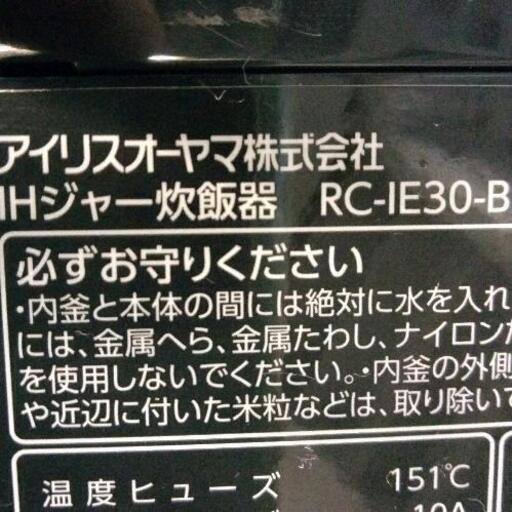 アイリスオーヤマ株式会社
IHジャー炊飯器 RC-IE30-B
必ずお守りください
・内釜と本体の間には絶対に水を入れ
には、金属へら、金属たわし、ナイロンた
を使用しないでください。・内釜の外側
や近辺に付いた米粒などは、取り除いて
温度ヒューズ 151℃
10A